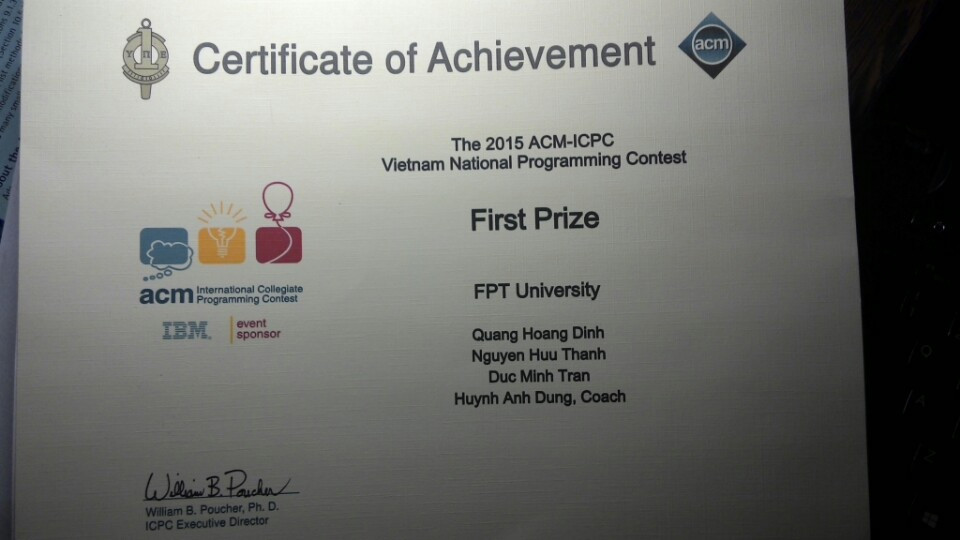 Certificate of Achievement
acm
The 2015 ACM-ICPC
Vietnam National Programming Contest
First Prize
acm International Collegiate
Programming Contest
IBM. event
sponsor
FPT University
Quang Hoang Dinh
Nguyen Huu Thanh
Duc Minh Tran
Huynh Anh Dung, Coach
William B. Poucher
William B. Poucher, Ph. D.
ICPC Executive Director